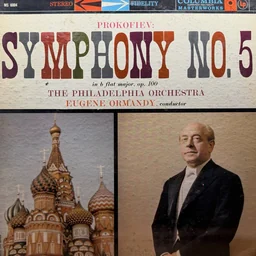 STEREO FIDELITY
COLUMBIA
MASTERWORKS
PROKOFIEV:
SYMPHONY NO. 5
in b flat major, op. 100
THE PHILADELPHIA ORCHESTRA
EUGENE ORMANDY, conductor